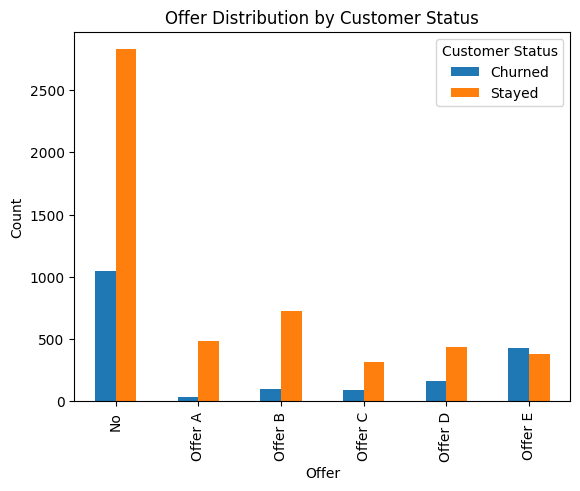 Offer Distribution by Customer Status
Customer Status
Churned
Stayed
Count
2500
2000
1500
1000
500
0
No
Offer A
Offer B
Offer C
Offer D
Offer E
Offer